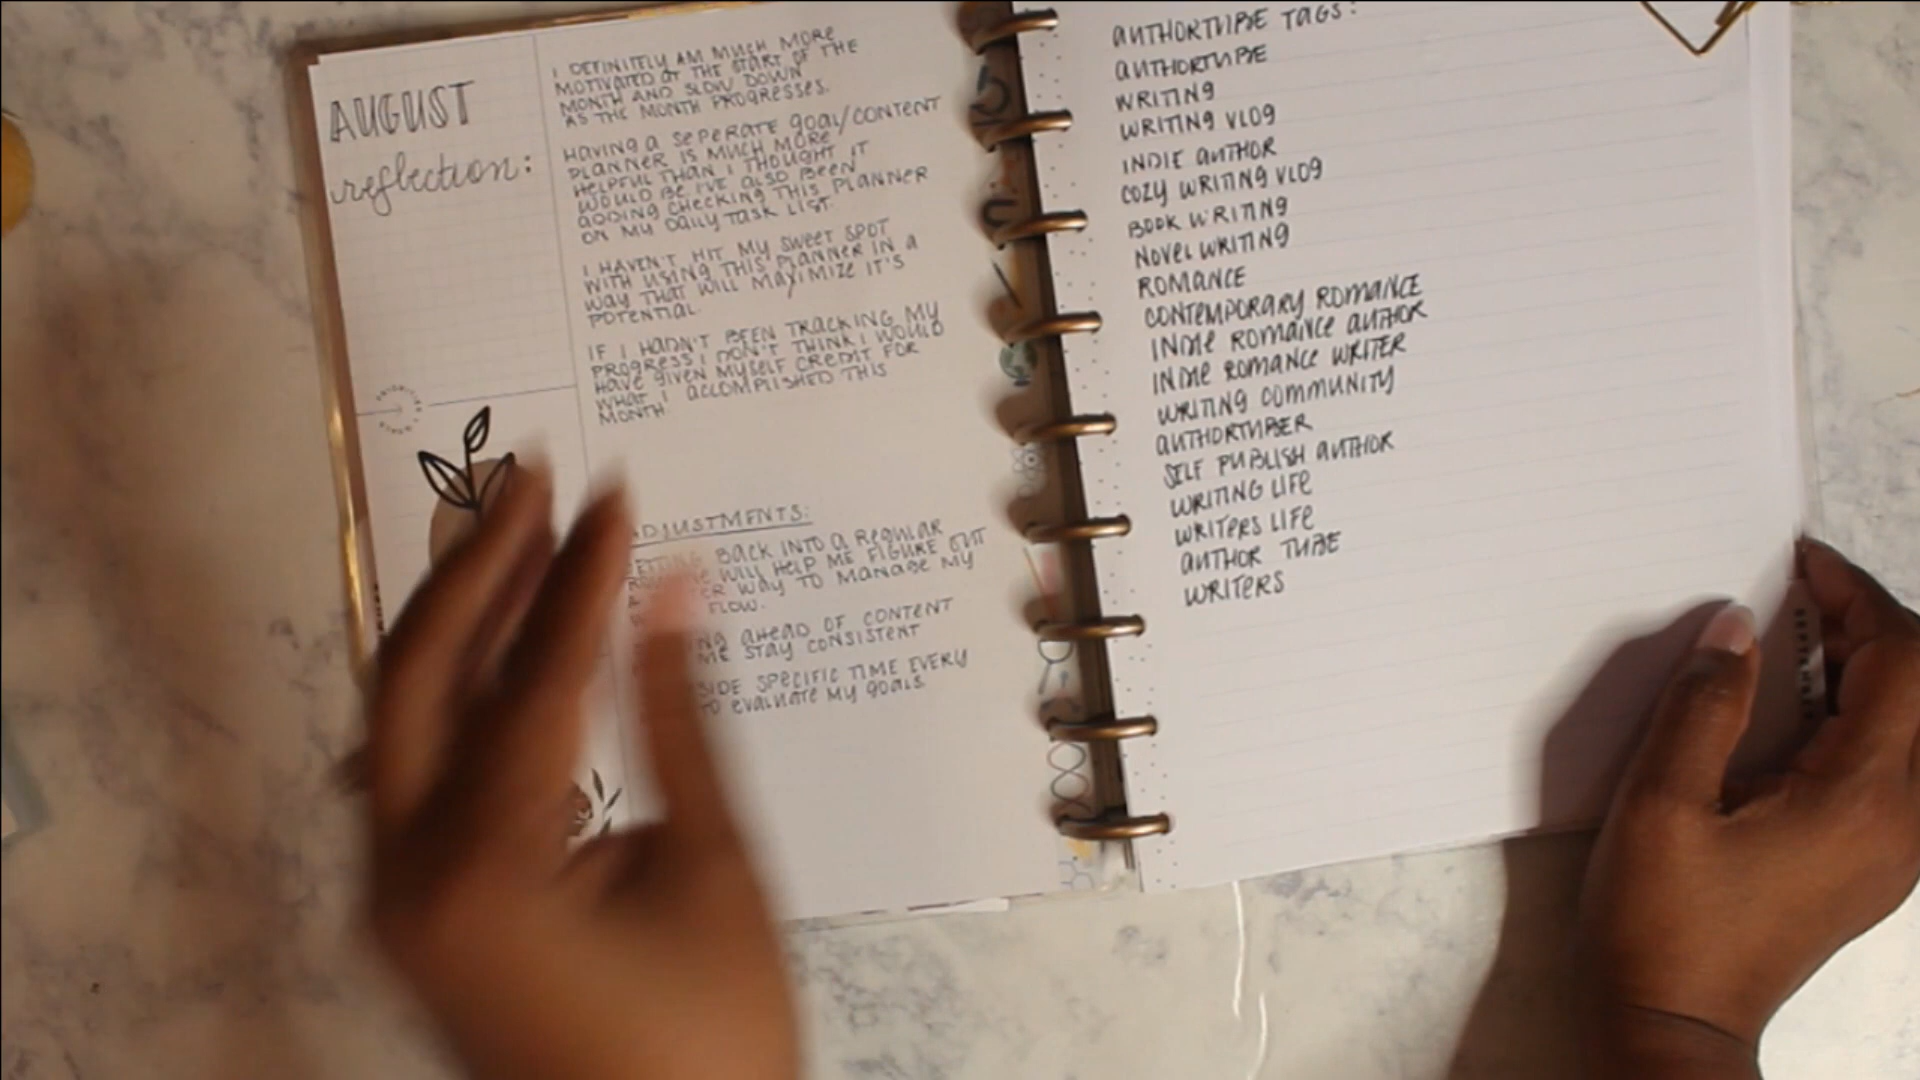 AUGUST
reflection:
I DEFINITELY AM MUCH MORE
MOTIVATED AT THE START OF THE
MONTH AND SLOW DOWN
AS THE MONTH PROGRESSES.
HAVING A SEPERATE GOAL/CONTENT
PLANNER IS MUCH MORE
HELPFUL THAN I THOUGHT IT
WOULD BE. I'VE ALSO BEEN
ADDING CHECKING THIS PLANNER
ON MY DAILY TASK LIST.
I HAVEN'T HIT MY SWEET SPOT
WITH USING THIS PLANNER IN A
WAY THAT WILL MAXIMIZE IT'S
POTENTIAL.
IF I HADN'T BEEN TRACKING MY
PROGRESS I DON'T THINK I WOULD
HAVE GIVEN MYSELF CREDIT FOR
WHAT I ACCOMPLISHED THIS
MONTH
ADJUSTMENTS:
BACK INTO A REGULAR
WILL HELP ME FIGURE OUT
WAY TO MANAGE MY
FLOW.
AHEAD OF CONTENT
ME STAY CONSISTENT
SPECIFIC TIME EVERY
TO EVALUATE MY GOALS.
AUTHORTUBE TAGS:
AUTHORTUBE
WRITING
WRITING VLOG
INDIE AUTHOR
COZY WRITING VLOG
BOOK WRITING
NOVEL WRITING
ROMANCE
CONTEMPORARY ROMANCE
INDIE ROMANCE AUTHOR
INDIE ROMANCE WRITER
WRITING COMMUNITY
AUTHORTUBER
SELF PUBLISH AUTHOR
WRITING LIFE
WRITERS LIFE
AUTHOR TUBE
WRITERS